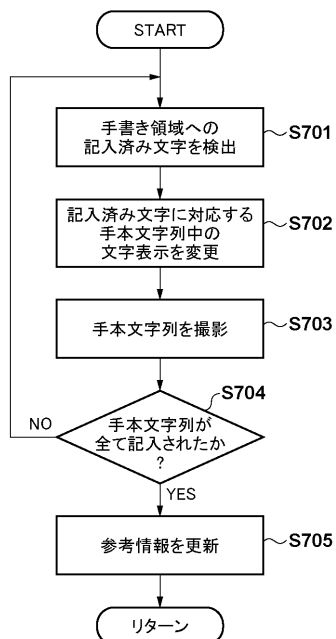 START
手書き領域への
記入済み文字を検出
S701
記入済み文字に対応する
手本文字列中の
文字表示を変更
S702
手本文字列を撮影
S703
S704
手本文字列が
全て記入されたか
?
NO
YES
参考情報を更新
S705
リターン